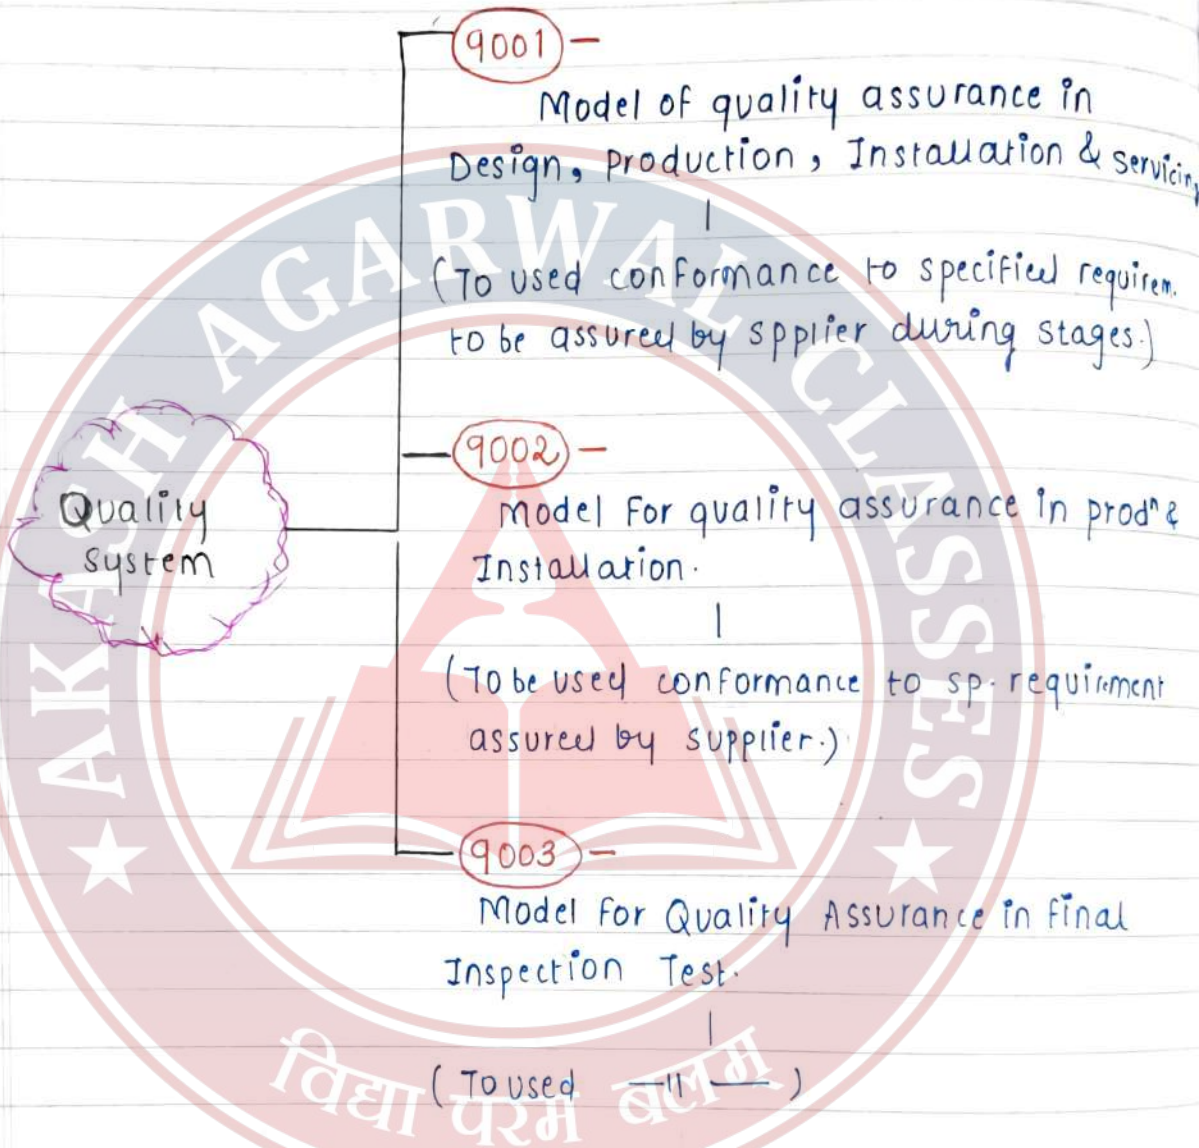 9001 -
Model of quality assurance in
Design, Production, Installation & Servicing
(To used conformance to specified requirem.
to be assured by spplier during stages.)
9002 -
Quality
system
Model For quality assurance in prodⁿ &
Installation.
(To be used conformance to sp. requirement
assured by supplier.)
9003 -
Model For Quality Assurance in Final
Inspection Test.
(To used —"— )
AKASH AGARWAL CLASSES
विद्या परम बलम